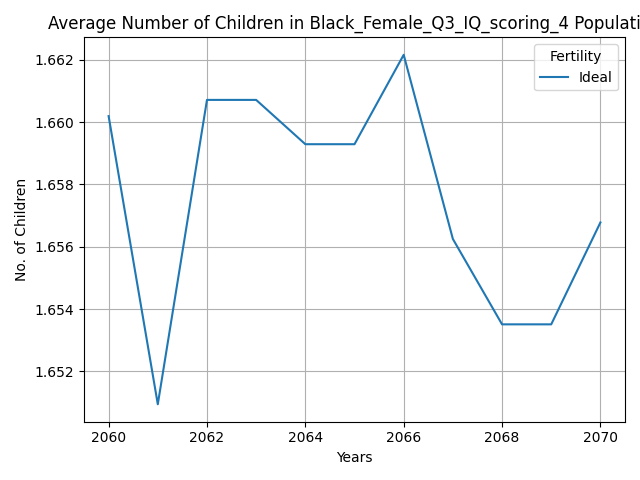 Average Number of Children in Black_Female_Q3_IQ_scoring_4 Populati
Fertility
Ideal
1.662
1.660
1.658
1.656
1.654
1.652
No. of Children
2060
2062
2064
2066
2068
2070
Years